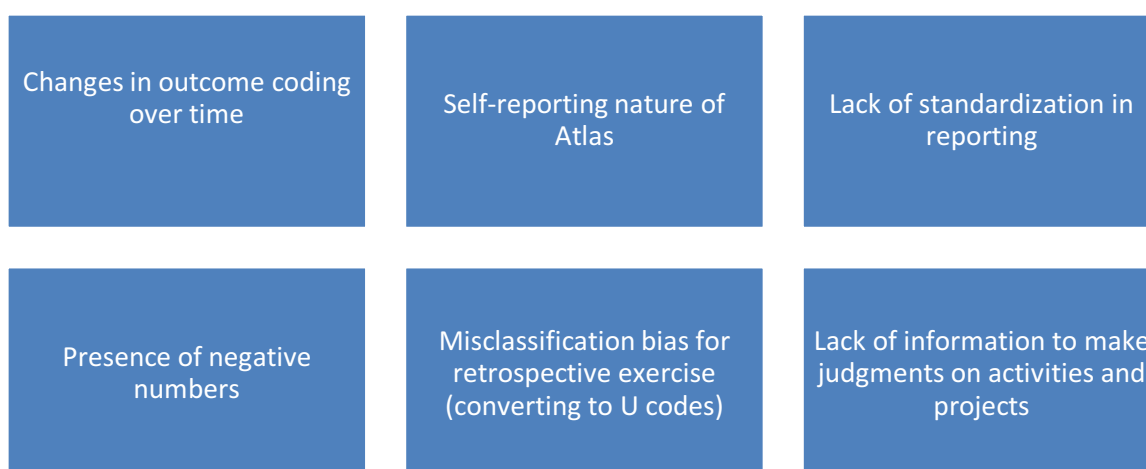 Changes in outcome coding
over time
Self-reporting nature of
Atlas
Lack of standardization in
reporting
Presence of negative
numbers
Misclassification bias for
retrospective exercise
(converting to U codes)
Lack of information to make
judgments on activities and
projects